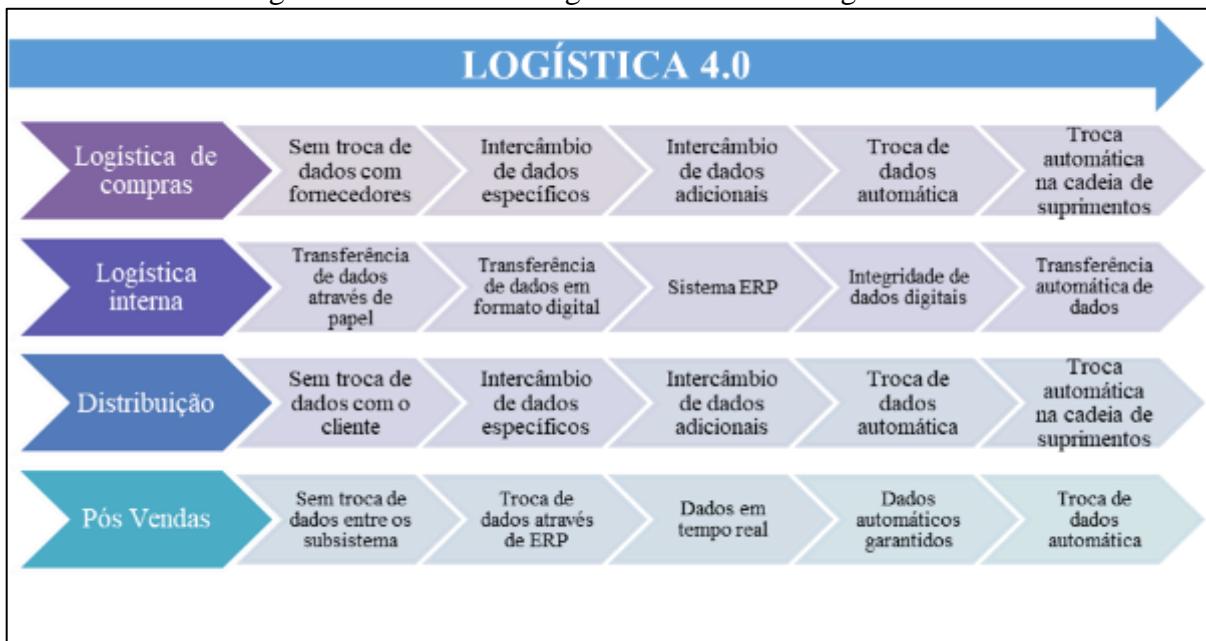 LOGÍSTICA 4.0
Logística de
compras
Sem troca de
dados com
fornecedores
Intercâmbio
de dados
específicos
Intercâmbio
de dados
adicionais
Troca de
dados
automática
Troca
automática
na cadeia de
suprimentos
Logística
interna
Transferência
de dados
através de
papel
Transferência
de dados em
formato digital
Sistema ERP
Integridade de
dados digitais
Transferência
automática de
dados
Distribuição
Sem troca de
dados com o
cliente
Intercâmbio
de dados
específicos
Intercâmbio
de dados
adicionais
Troca de
dados
automática
Troca
automática
na cadeia de
suprimentos
Pós Vendas
Sem troca de
dados entre os
subsistema
Troca de
dados através
de ERP
Dados em
tempo real
Dados
automáticos
garantidos
Troca de
dados
automática